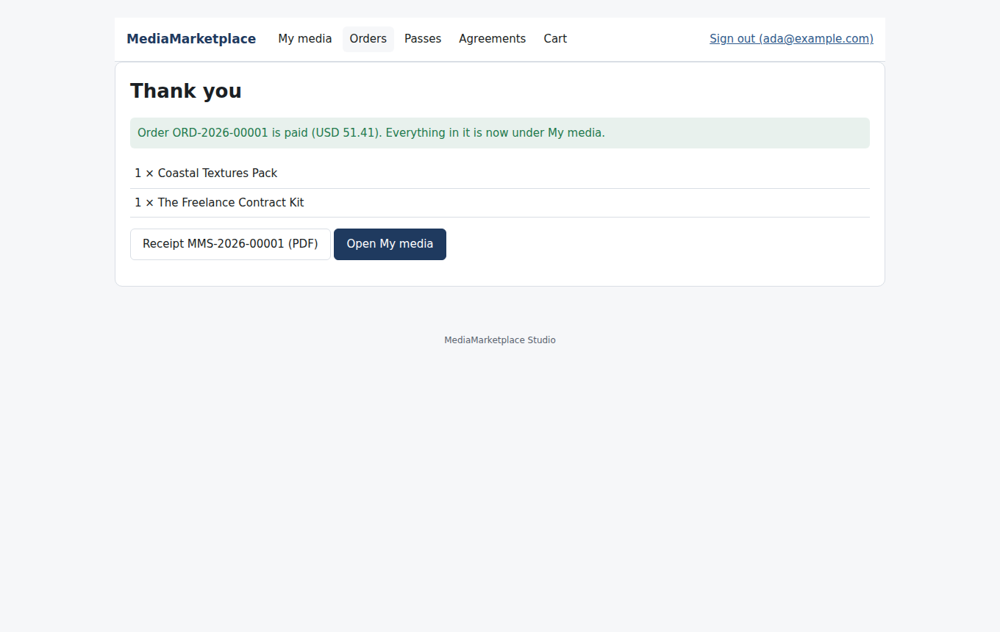 MediaMarketplace My media Orders Passes Agreements Cart Sign out (ada@example.com)
Thank you
Order ORD-2026-00001 is paid (USD 51.41). Everything in it is now under My media.
1 × Coastal Textures Pack
1 × The Freelance Contract Kit
Receipt MMS-2026-00001 (PDF) Open My media
MediaMarketplace Studio